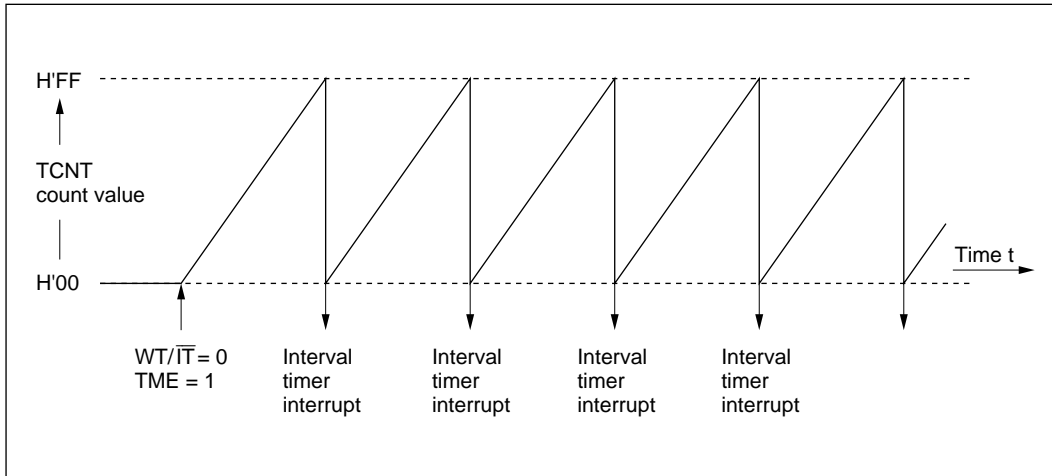 H'FF
TCNT
count value
H'00
Time t
WT/I̅T̅ = 0
TME = 1
Interval
timer
interrupt
Interval
timer
interrupt
Interval
timer
interrupt
Interval
timer
interrupt